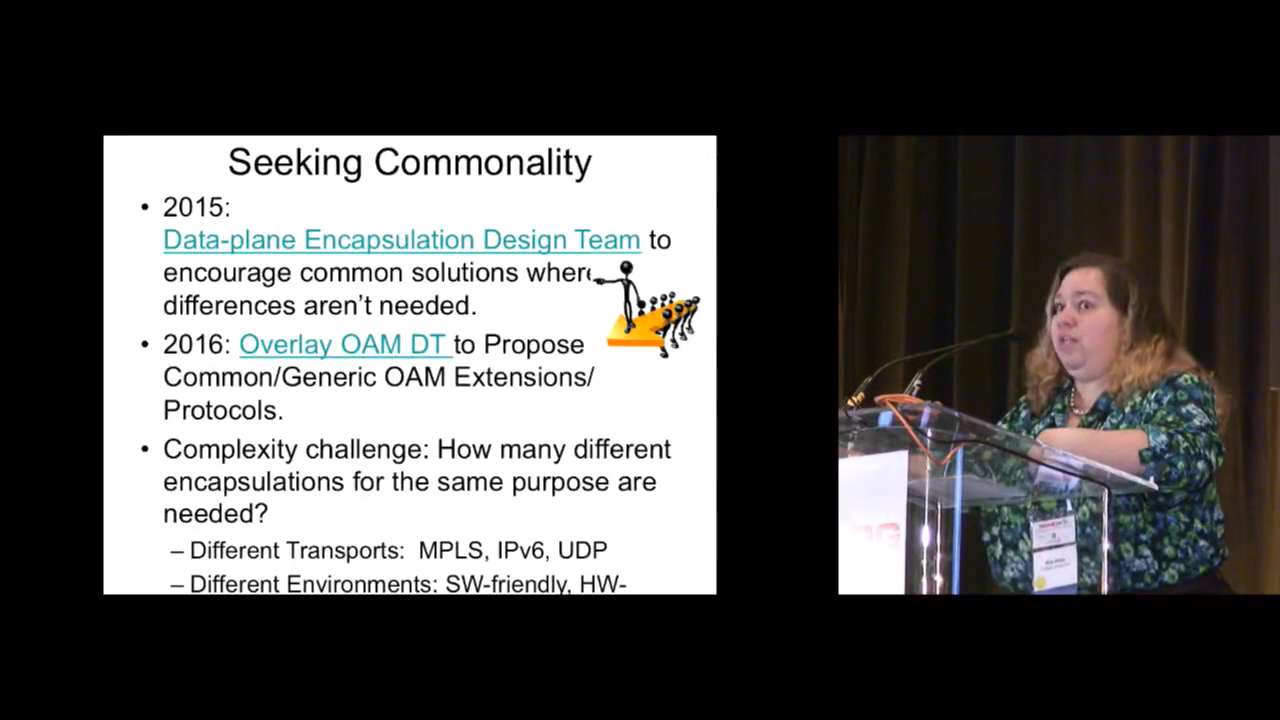 Seeking Commonality
• 2015:
Data-plane Encapsulation Design Team to
encourage common solutions where
differences aren't needed.
• 2016: Overlay OAM DT to Propose
Common/Generic OAM Extensions/
Protocols.
• Complexity challenge: How many different
encapsulations for the same purpose are
needed?
– Different Transports: MPLS, IPv6, UDP
– Different Environments: SW-friendly, HW-